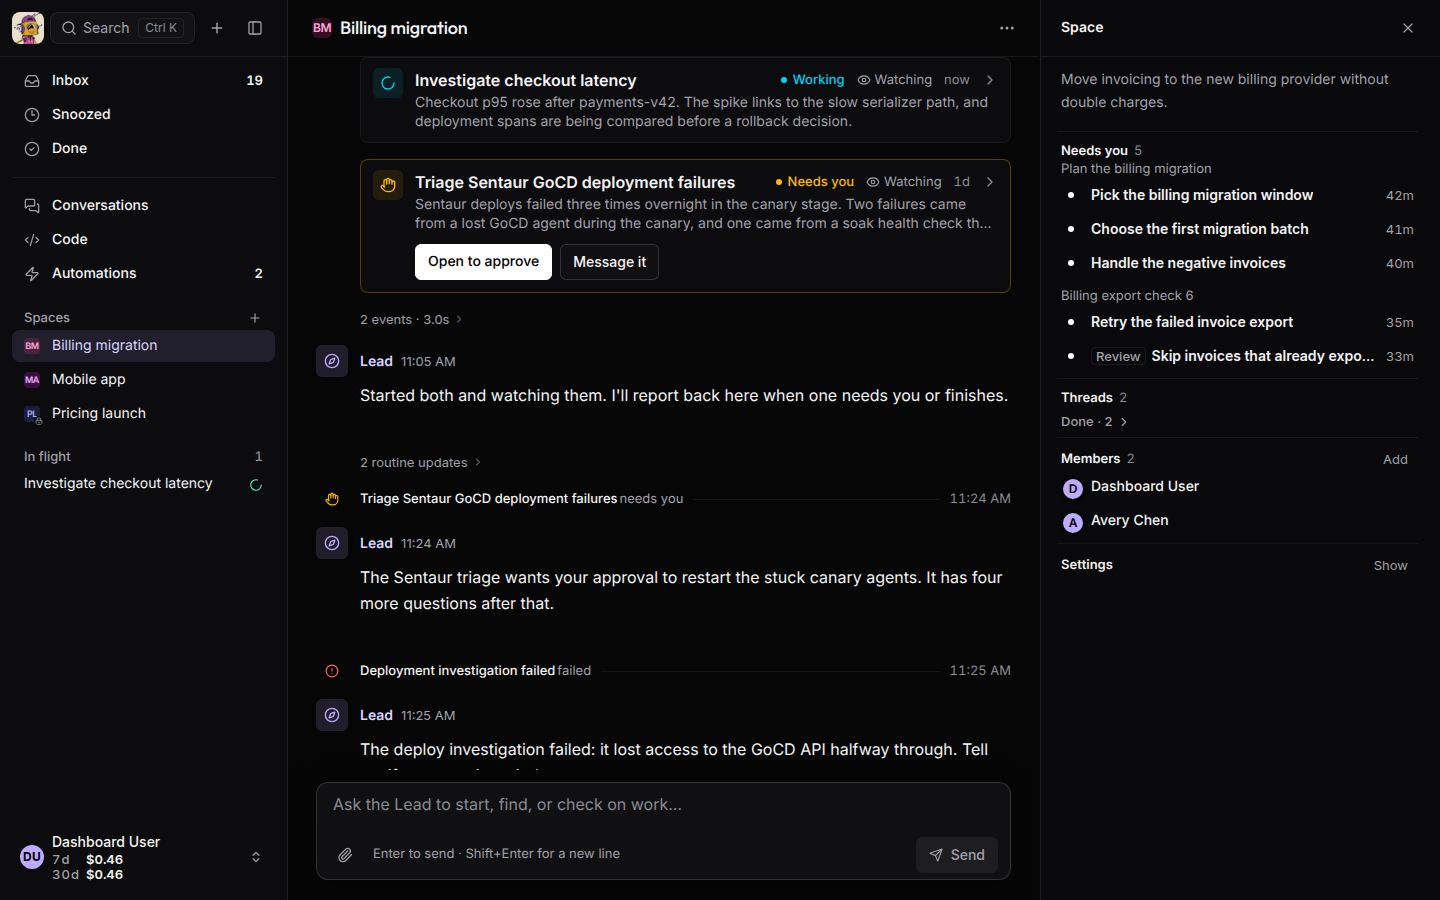 Search Ctrl K
Inbox 19
Snoozed
Done
Conversations
Code
Automations 2
Spaces
BM Billing migration
MA Mobile app
PL Pricing launch
In flight 1
Investigate checkout latency
DU Dashboard User
7d $0.46
30d $0.46
BM Billing migration
Investigate checkout latency Working Watching now
Checkout p95 rose after payments-v42. The spike links to the slow serializer path, and
deployment spans are being compared before a rollback decision.
Triage Sentaur GoCD deployment failures Needs you Watching 1d
Sentaur deploys failed three times overnight in the canary stage. Two failures came
from a lost GoCD agent during the canary, and one came from a soak health check th...
Open to approve Message it
2 events · 3.0s
Lead 11:05 AM
Started both and watching them. I'll report back here when one needs you or finishes.
2 routine updates
Triage Sentaur GoCD deployment failures needs you 11:24 AM
Lead 11:24 AM
The Sentaur triage wants your approval to restart the stuck canary agents. It has four
more questions after that.
Deployment investigation failed failed 11:25 AM
Lead 11:25 AM
The deploy investigation failed: it lost access to the GoCD API halfway through. Tell
Ask the Lead to start, find, or check on work...
Enter to send · Shift+Enter for a new line Send
Space
Move invoicing to the new billing provider without
double charges.
Needs you 5
Plan the billing migration
Pick the billing migration window 42m
Choose the first migration batch 41m
Handle the negative invoices 40m
Billing export check 6
Retry the failed invoice export 35m
Review Skip invoices that already expo... 33m
Threads 2
Done · 2
Members 2 Add
D Dashboard User
A Avery Chen
Settings Show